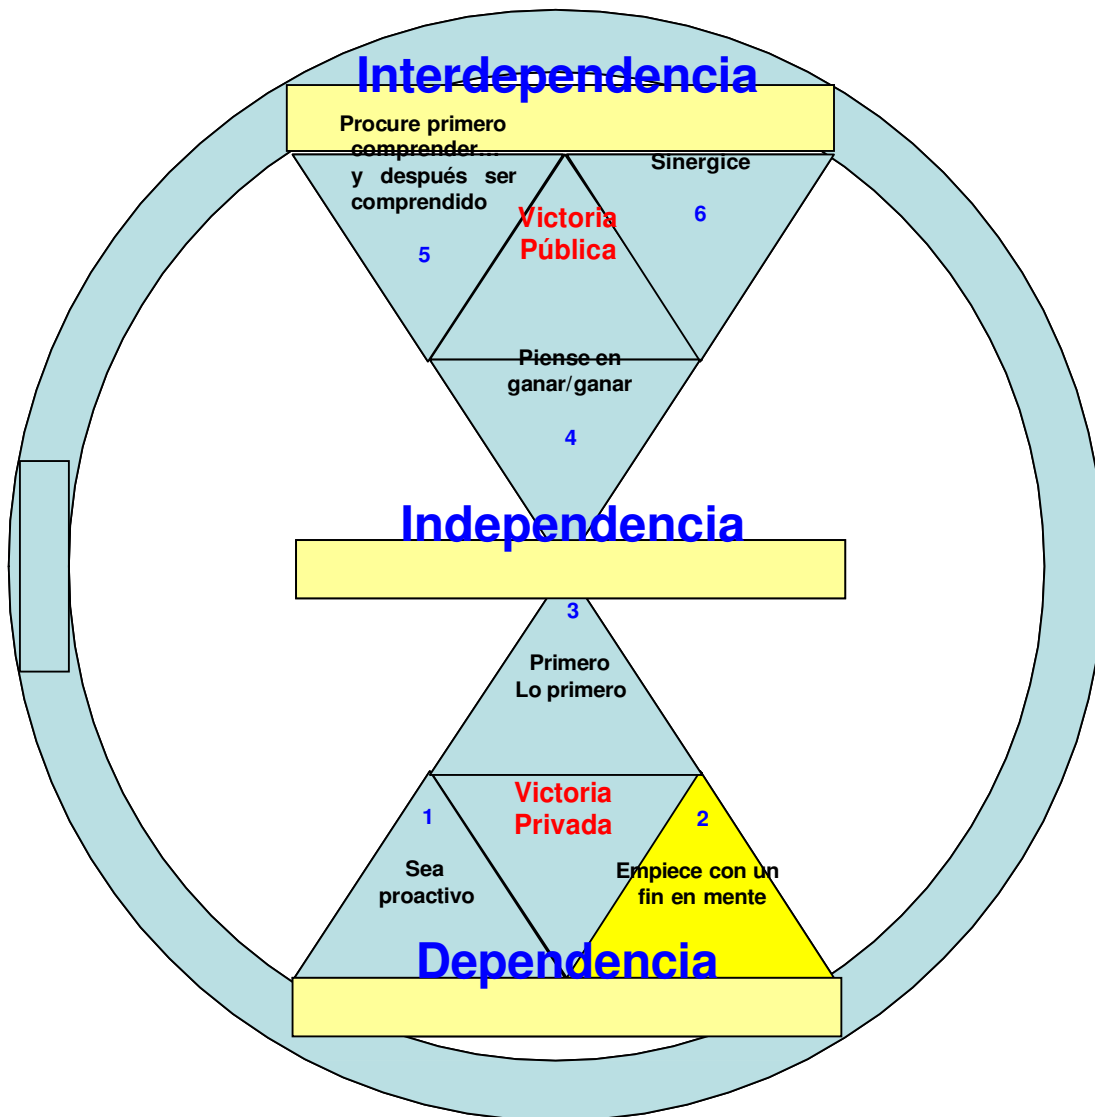 Interdependencia
Procure primero
comprender…
y después ser
comprendido
5
Sinergice
6
Victoria
Pública
Piense en
ganar/ganar
4
Independencia
3
Primero
Lo primero
Victoria
Privada
1
Sea
proactivo
2
Empiece con un
fin en mente
Dependencia